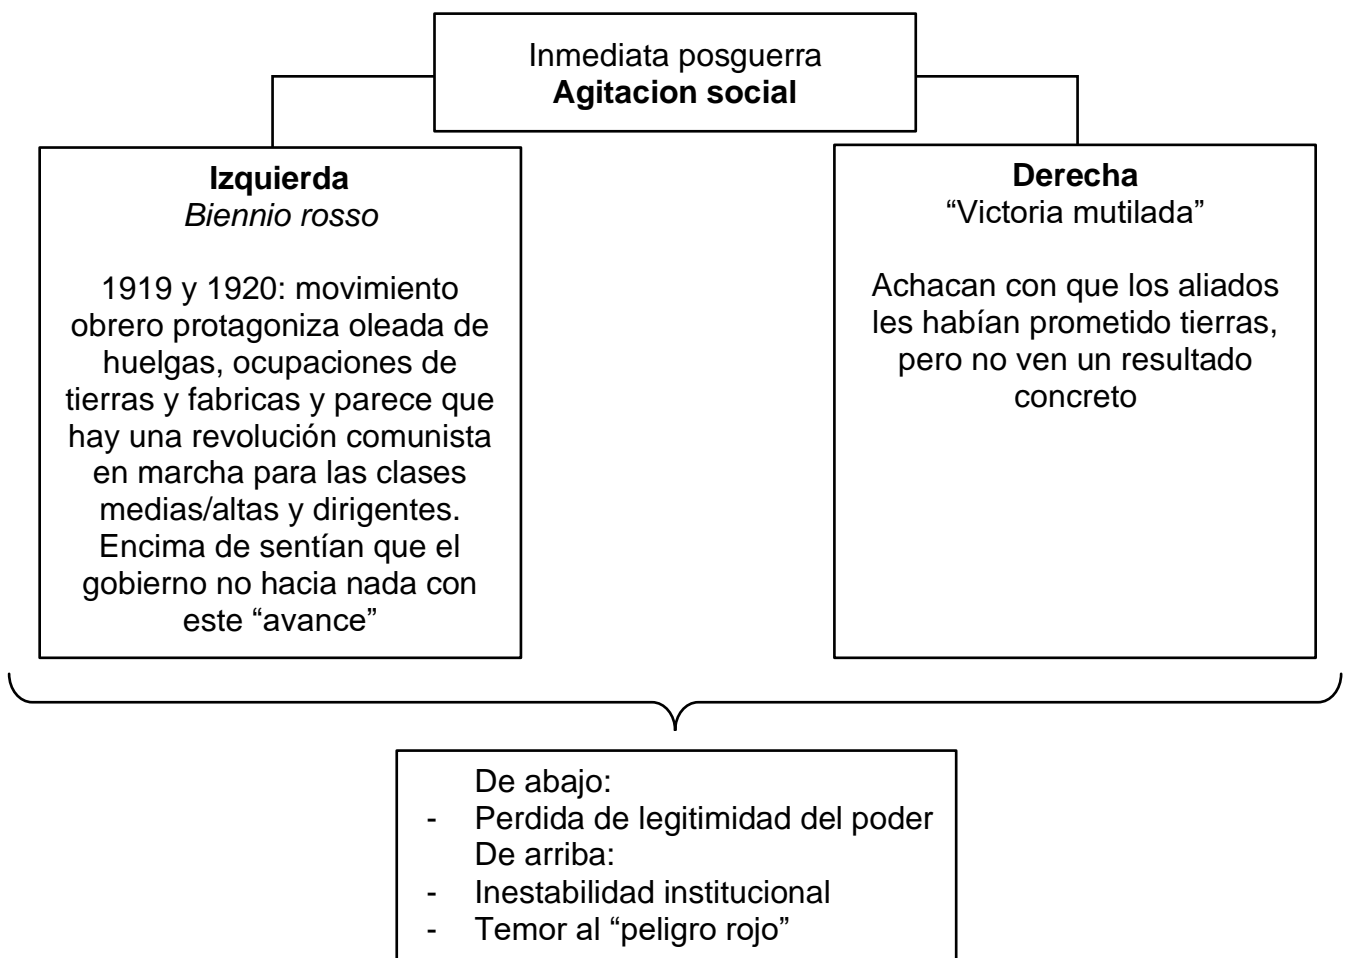 Inmediata posguerra
Agitacion social
Izquierda
Biennio rosso
1919 y 1920: movimiento
obrero protagoniza oleada de
huelgas, ocupaciones de
tierras y fabricas y parece que
hay una revolución comunista
en marcha para las clases
medias/altas y dirigentes.
Encima de sentían que el
gobierno no hacia nada con
este “avance”
Derecha
“Victoria mutilada”
Achacan con que los aliados
les habían prometido tierras,
pero no ven un resultado
concreto
De abajo:
- Perdida de legitimidad del poder
De arriba:
- Inestabilidad institucional
- Temor al “peligro rojo”